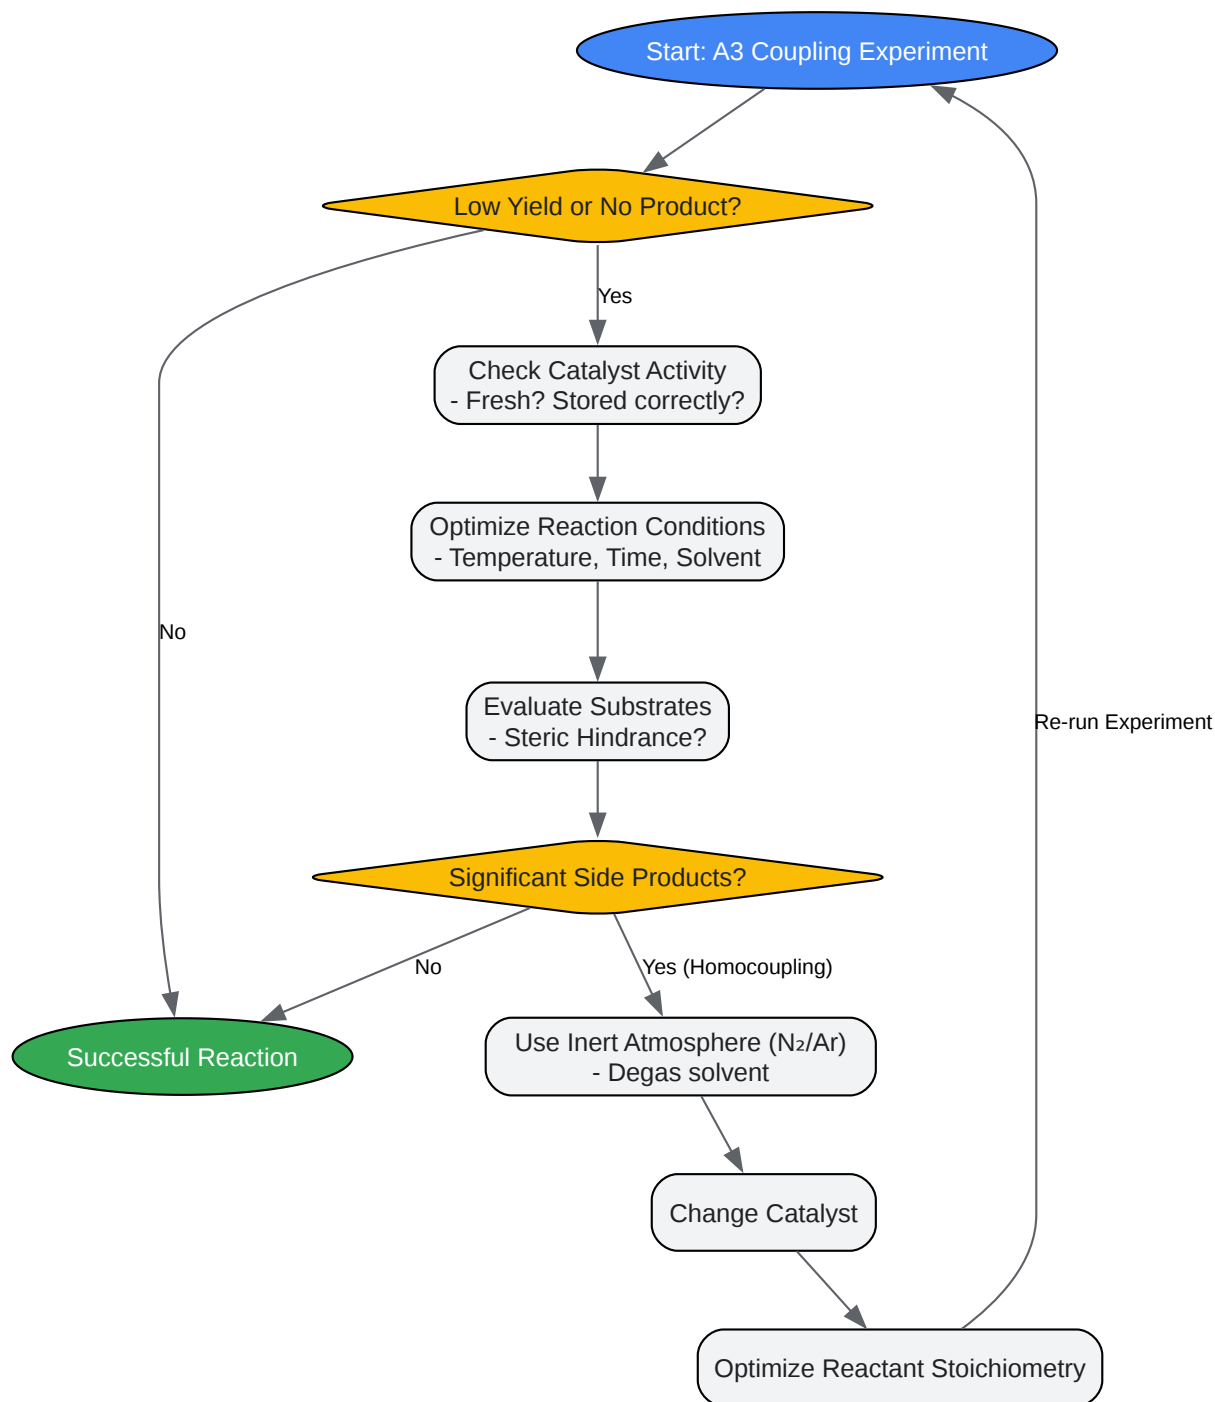 Start: A3 Coupling Experiment
Low Yield or No Product?
Yes
Check Catalyst Activity
- Fresh? Stored correctly?
Optimize Reaction Conditions
- Temperature, Time, Solvent
No
Evaluate Substrates
- Steric Hindrance?
Re-run Experiment
Significant Side Products?
No
Yes (Homocoupling)
Successful Reaction
Use Inert Atmosphere (N₂/Ar)
- Degas solvent
Change Catalyst
Optimize Reactant Stoichiometry